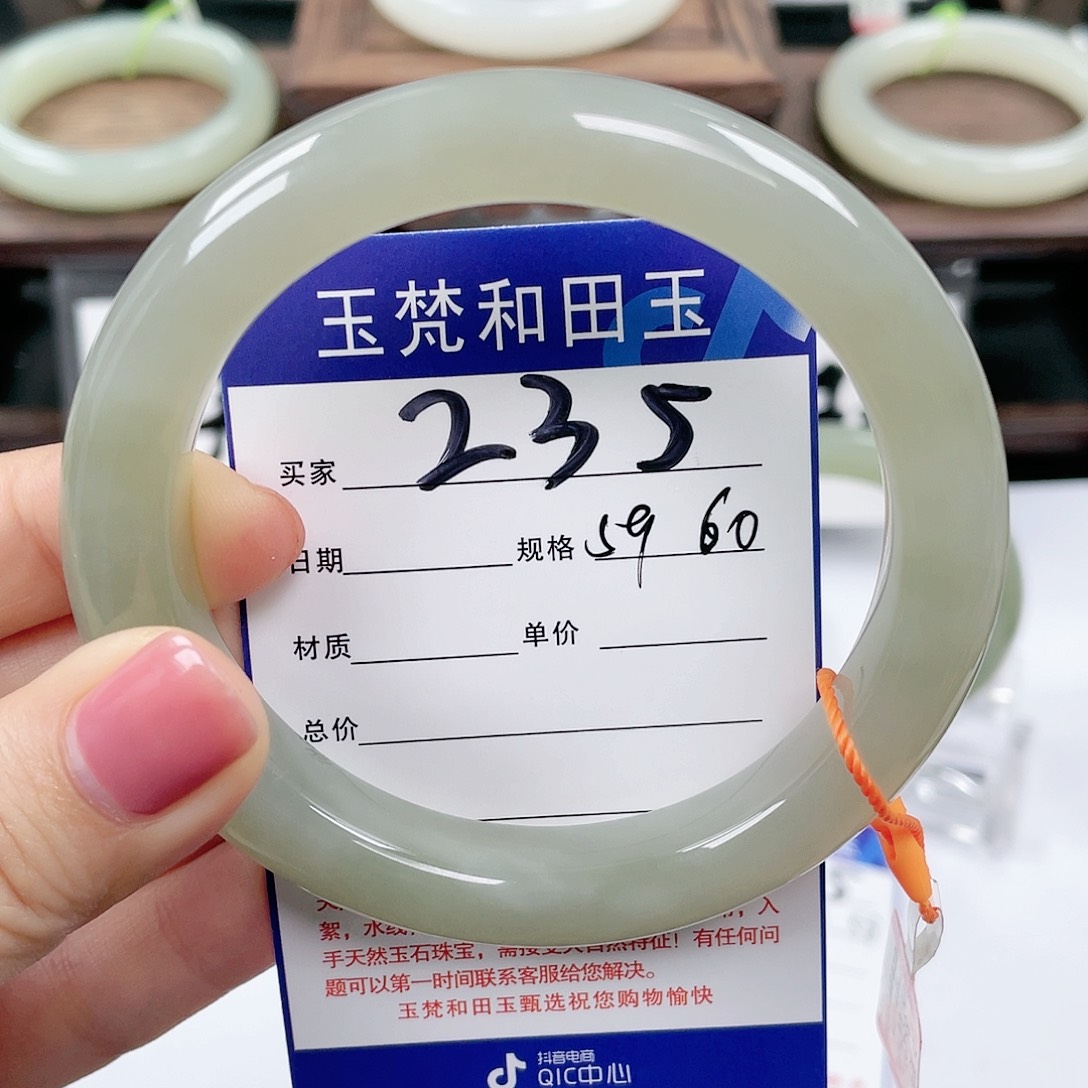 玉梵和田玉
买家 235
日期 规格 59 60
材质 单价
总价
入
絮，水线
手天然玉石珠宝，需接受大自然特征！有任何问
题可以第一时间联系客服给您解决。
玉梵和田玉甄选祝您购物愉快
抖音电商
QIC中心